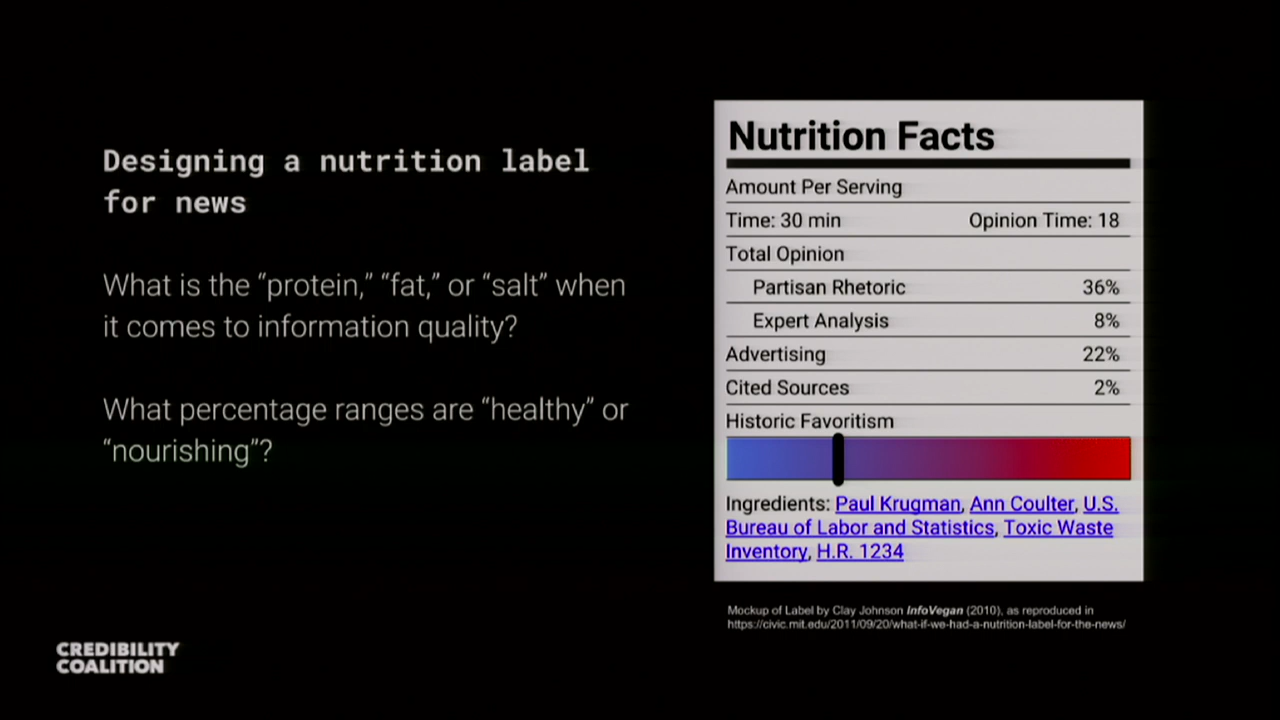 Designing a nutrition label
for news
What is the “protein,” “fat,” or “salt” when
it comes to information quality?
What percentage ranges are “healthy” or
“nourishing”?
CREDIBILITY
COALITION
Nutrition Facts
Amount Per Serving
Time: 30 min Opinion Time: 18
Total Opinion
Partisan Rhetoric 36%
Expert Analysis 8%
Advertising 22%
Cited Sources 2%
Historic Favoritism
Ingredients: Paul Krugman, Ann Coulter, U.S.
Bureau of Labor and Statistics, Toxic Waste
Inventory, H.R. 1234
Mockup of Label by Clay Johnson InfoVegan (2010), as reproduced in
https://civic.mit.edu/2011/09/20/what-if-we-had-a-nutrition-label-for-the-news/